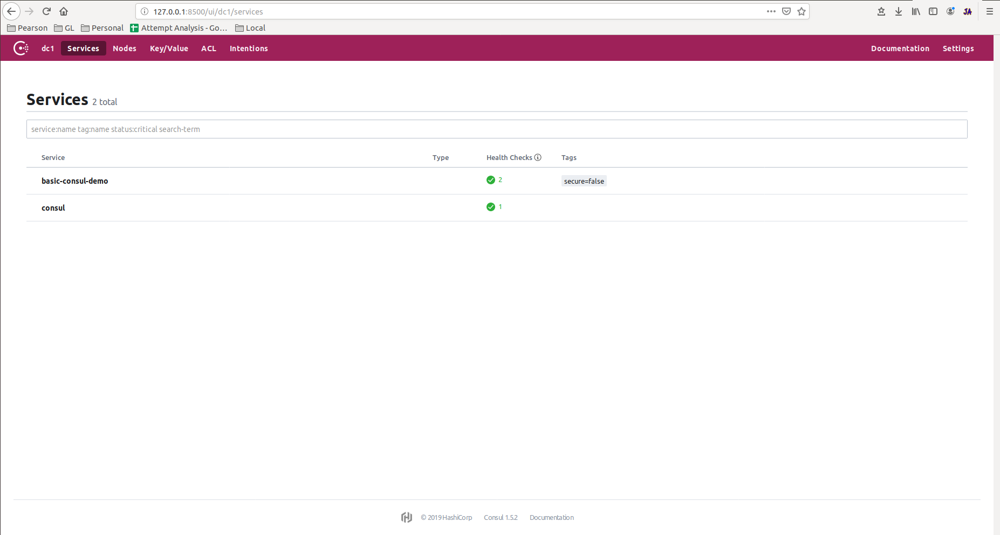 127.0.0.1:8500/ui/dc1/services
JA
Pearson GL Personal Attempt Analysis - Go... Local
dc1 Services Nodes Key/Value ACL Intentions Documentation Settings
Services 2 total
service:name tag:name status:critical search-term
Service Type Health Checks Tags
basic-consul-demo 2 secure=false
consul 1
© 2019 HashiCorp Consul 1.5.2 Documentation